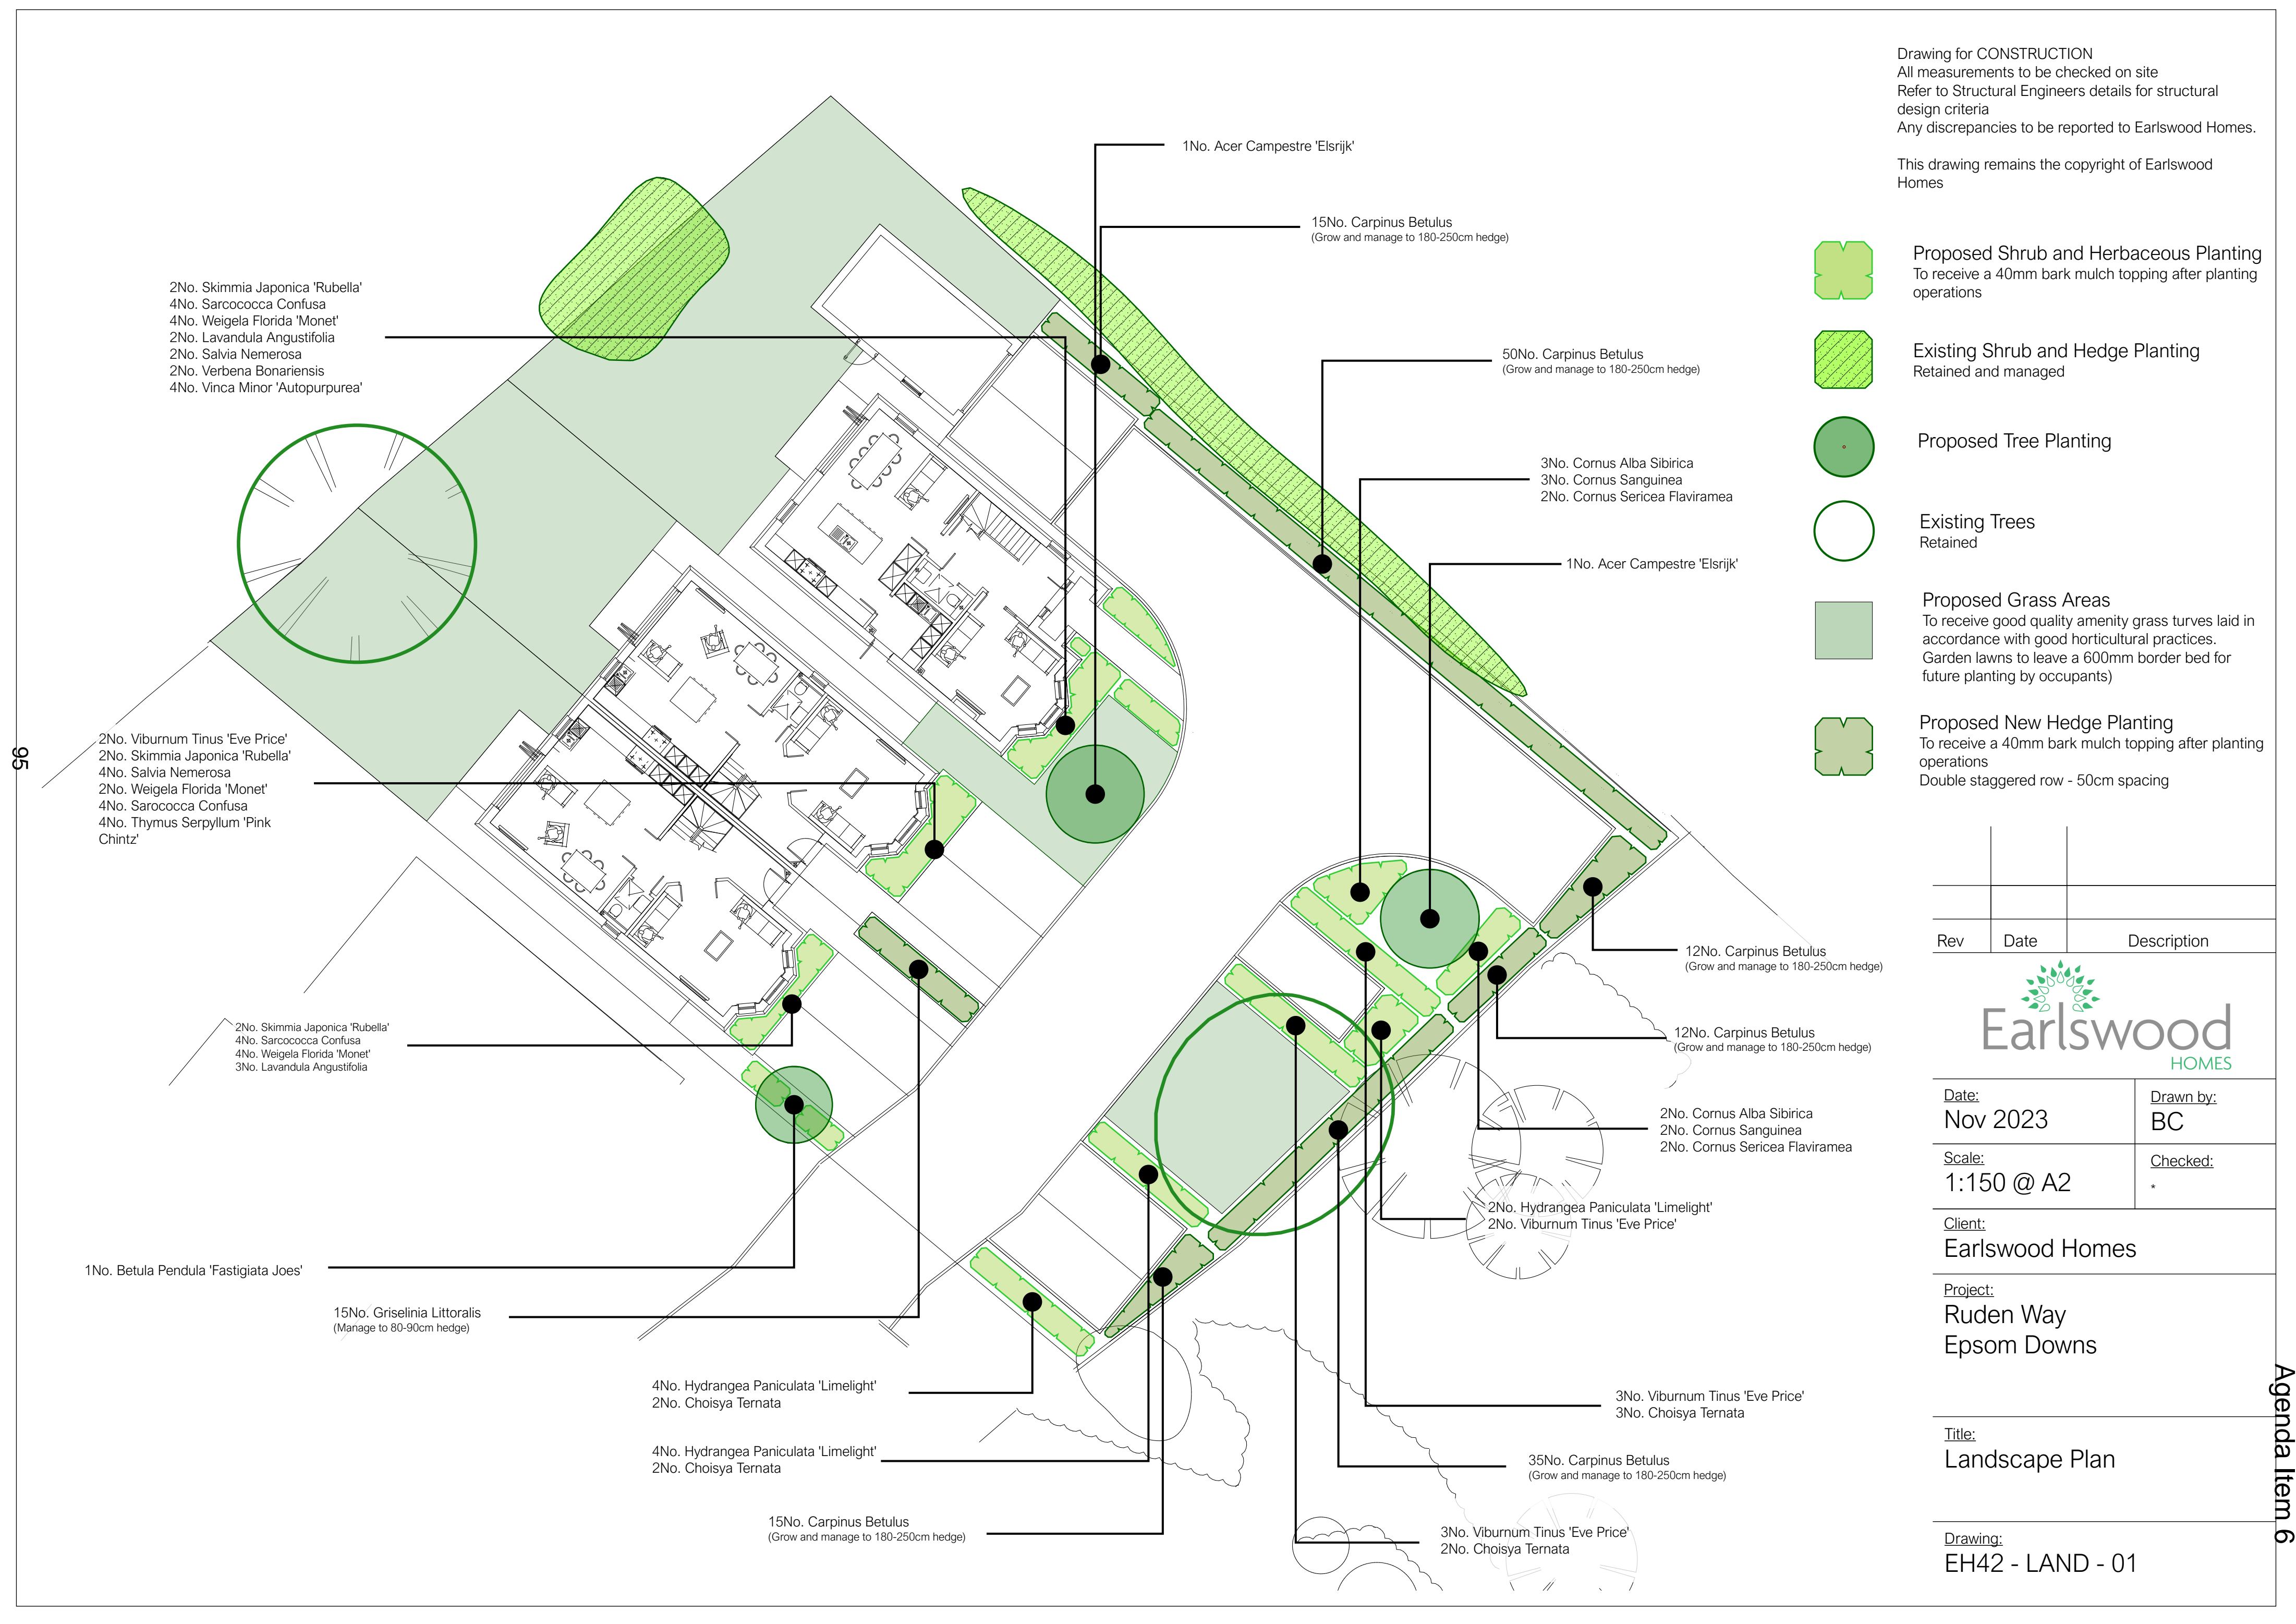 Drawing for CONSTRUCTION
All measurements to be checked on site
Refer to Structural Engineers details for structural
design criteria
Any discrepancies to be reported to Earlswood Homes.
This drawing remains the copyright of Earlswood
Homes
1No. Acer Campestre 'Elsrijk'
15No. Carpinus Betulus
(Grow and manage to 180-250cm hedge)
2No. Skimmia Japonica 'Rubella'
4No. Sarcococca Confusa
4No. Weigela Florida 'Monet'
2No. Lavandula Angustifolia
2No. Salvia Nemerosa
2No. Verbena Bonariensis
4No. Vinca Minor 'Autopurpurea'
50No. Carpinus Betulus
(Grow and manage to 180-250cm hedge)
3No. Cornus Alba Sibirica
3No. Cornus Sanguinea
2No. Cornus Sericea Flaviramea
1No. Acer Campestre 'Elsrijk'
Proposed Shrub and Herbaceous Planting
To receive a 40mm bark mulch topping after planting
operations
Existing Shrub and Hedge Planting
Retained and managed
Proposed Tree Planting
Existing Trees
Retained
Proposed Grass Areas
To receive good quality amenity grass turves laid in
accordance with good horticultural practices.
Garden lawns to leave a 600mm border bed for
future planting by occupants)
Proposed New Hedge Planting
To receive a 40mm bark mulch topping after planting
operations
Double staggered row - 50cm spacing
95
2No. Viburnum Tinus 'Eve Price'
2No. Skimmia Japonica 'Rubella'
4No. Salvia Nemerosa
2No. Weigela Florida 'Monet'
4No. Sarococca Confusa
4No. Thymus Serpyllum 'Pink
Chintz'
12No. Carpinus Betulus
(Grow and manage to 180-250cm hedge)
2No. Skimmia Japonica 'Rubella'
4No. Sarcococca Confusa
4No. Weigela Florida 'Monet'
3No. Lavandula Angustifolia
12No. Carpinus Betulus
(Grow and manage to 180-250cm hedge)
2No. Cornus Alba Sibirica
2No. Cornus Sanguinea
2No. Cornus Sericea Flaviramea
2No. Hydrangea Paniculata 'Limelight'
2No. Viburnum Tinus 'Eve Price'
1No. Betula Pendula 'Fastigiata Joes'
15No. Griselinia Littoralis
(Manage to 80-90cm hedge)
4No. Hydrangea Paniculata 'Limelight'
2No. Choisya Ternata
3No. Viburnum Tinus 'Eve Price'
3No. Choisya Ternata
4No. Hydrangea Paniculata 'Limelight'
2No. Choisya Ternata
35No. Carpinus Betulus
(Grow and manage to 180-250cm hedge)
15No. Carpinus Betulus
(Grow and manage to 180-250cm hedge)
3No. Viburnum Tinus 'Eve Price'
2No. Choisya Ternata
Rev Date Description
Earlswood
HOMES
Date:
Nov 2023
Drawn by:
BC
Scale:
1:150 @ A2
Checked:
*
Client:
Earlswood Homes
Project:
Ruden Way
Epsom Downs
Title:
Landscape Plan
Drawing:
EH42 - LAND - 01
Agenda Item 6